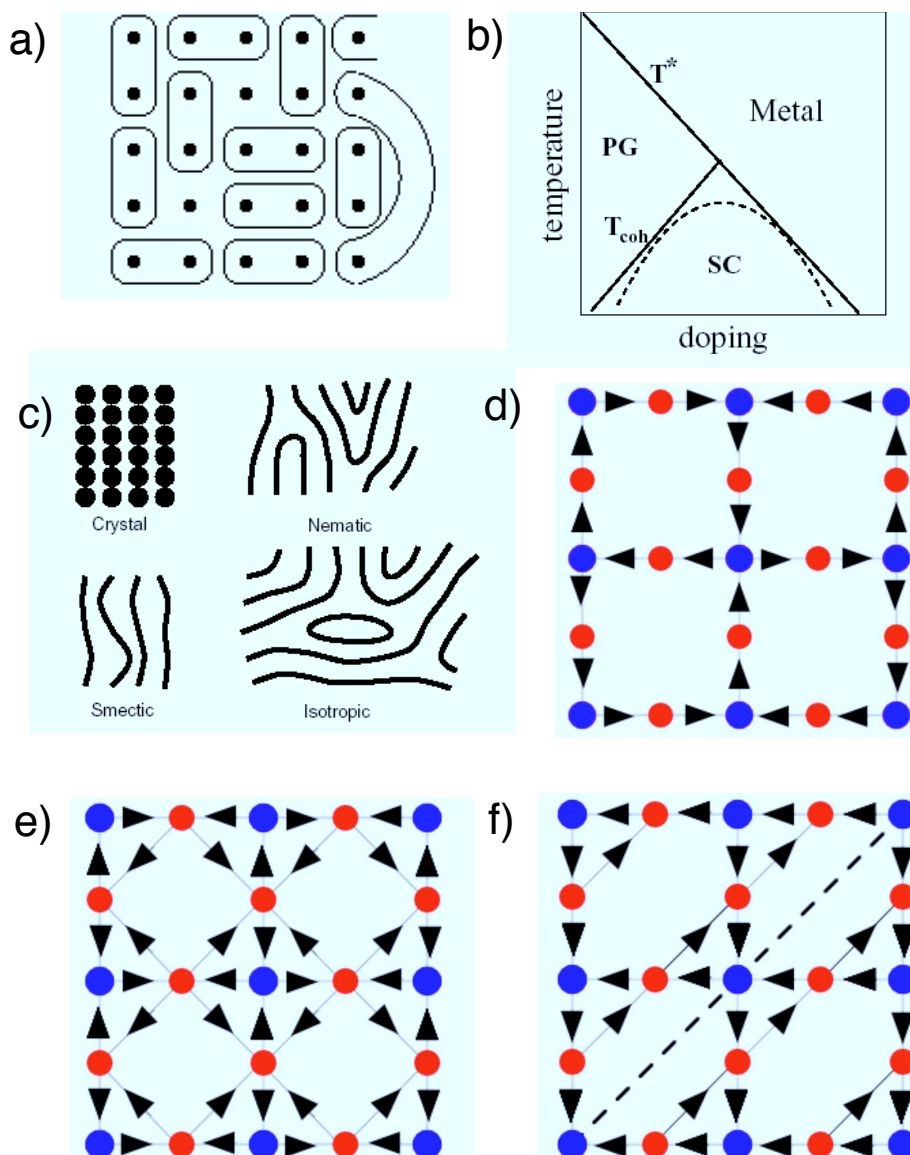 a)
b)
T*
Metal
temperature
PG
T_coh
SC
doping
c)
Crystal
Nematic
Smectic
Isotropic
d)
e)
f)